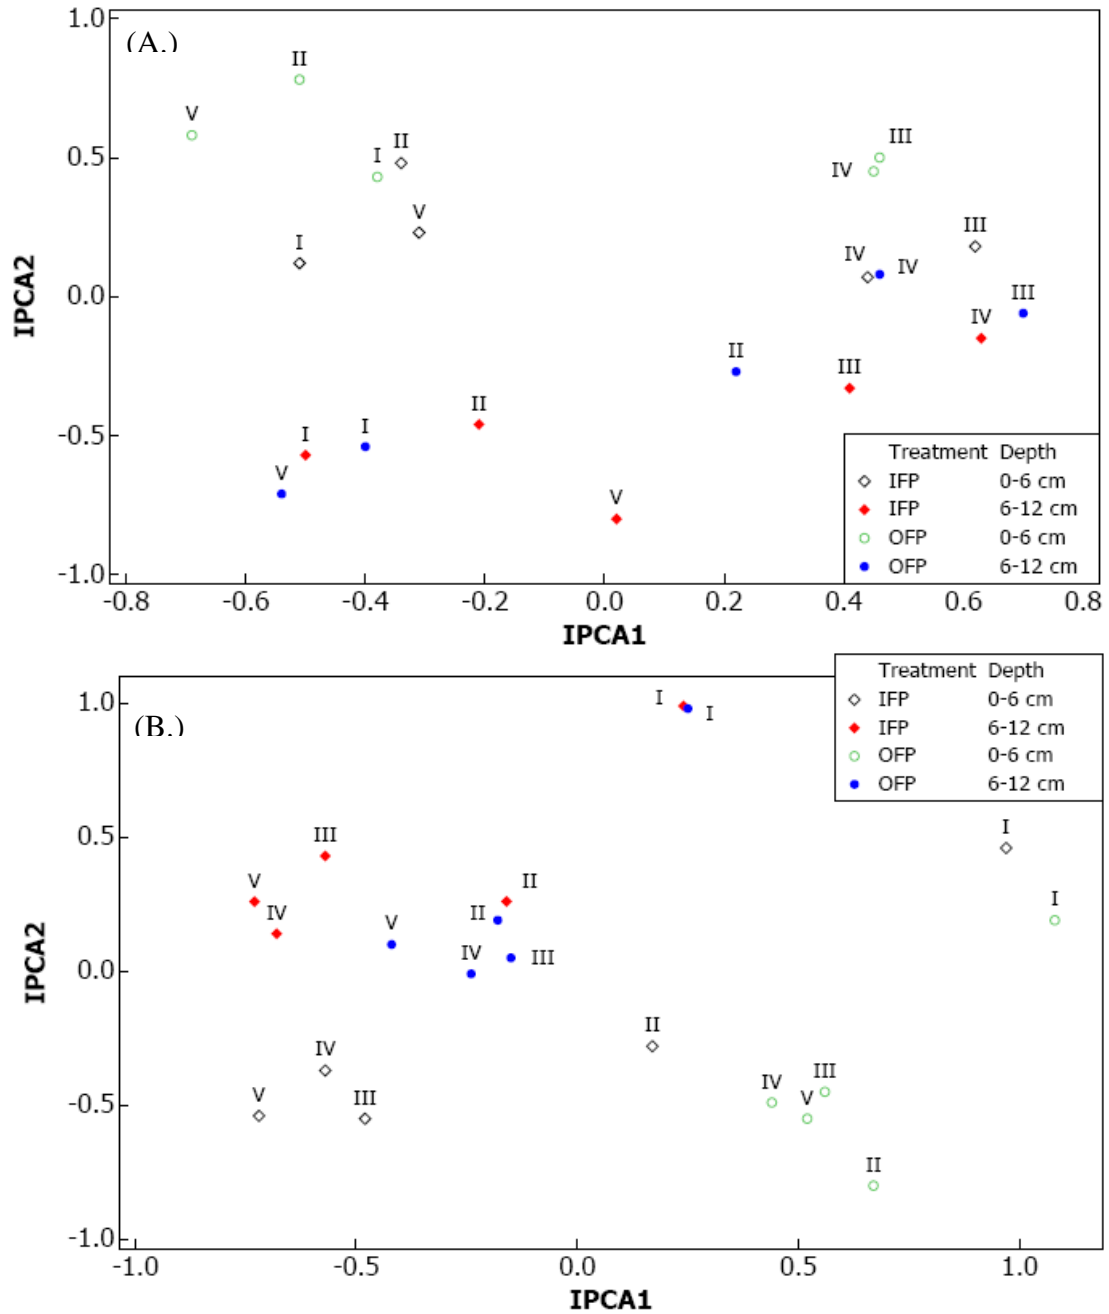 1.0
(A.)
II
V
0.5
I
II
III
IV
V
I
III
IV
IV
0.0
IPCA2
III
IV
II
III
II
-0.5
I
I
V
V
Treatment Depth
IFP 0-6 cm
IFP 6-12 cm
OFP 0-6 cm
OFP 6-12 cm
-1.0
-0.8 -0.6 -0.4 -0.2 0.0 0.2 0.4 0.6 0.8
IPCA1
Treatment Depth
IFP 0-6 cm
IFP 6-12 cm
OFP 0-6 cm
OFP 6-12 cm
1.0
(B.)
I
I
0.5
III
I
V
IV
II
II
V
I
IV
III
0.0
IPCA2
II
IV
V
III
-0.5
IV
V
III
II
-1.0
-1.0 -0.5 0.0 0.5 1.0
IPCA1